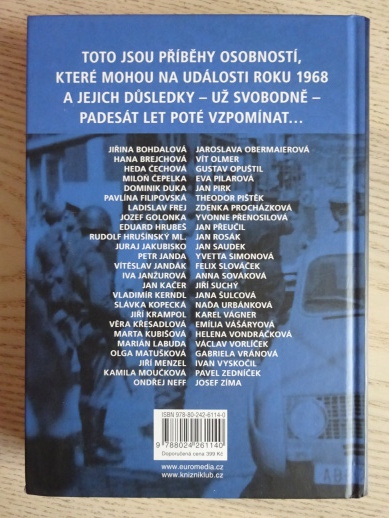 TOTO JSOU PŘÍBĚHY OSOBNOSTÍ,
KTERÉ MOHOU NA UDÁLOSTI ROKU 1968
A JEJICH DŮSLEDKY – UŽ SVOBODNĚ –
PADESÁT LET POTÉ VZPOMÍNAT...
JIŘINA BOHDALOVÁ
HANA BREJCHOVÁ
HEDA ČECHOVÁ
MILOŇ ČEPELKA
DOMINIK DUKA
PAVLÍNA FILIPOVSKÁ
LADISLAV FREJ
JOZEF GOLONKA
EDUARD HRUBEŠ
RUDOLF HRUŠÍNSKÝ ML.
JURAJ JAKUBISKO
PETR JANDA
VÍTĚSLAV JANDÁK
IVA JANŽUROVÁ
JAN KAČER
VLADIMÍR KERNDL
SLÁVKA KOPECKÁ
JIŘÍ KRAMPOL
VĚRA KŘESADLOVÁ
MARTA KUBIŠOVÁ
MARIÁN LABUDA
OLGA MATUŠKOVÁ
JIŘÍ MENZEL
KAMILA MOUČKOVÁ
ONDŘEJ NEFF
JAROSLAVA OBERMAIEROVÁ
VÍT OLMER
GUSTAV OPUŠTIL
EVA PILAROVÁ
JAN PIRK
THEODOR PIŠTĚK
ZDENKA PROCHÁZKOVÁ
YVONNE PŘENOSILOVÁ
JAN PŘEUČIL
JAN ROSÁK
JAN SAUDEK
YVETTA SIMONOVÁ
FELIX SLOVÁČEK
ANNA SOVÁKOVÁ
JIŘÍ SUCHÝ
JANA ŠULCOVÁ
NAĎA URBÁNKOVÁ
KAREL VÁGNER
EMÍLIA VÁŠÁRYOVÁ
HELENA VONDRÁČKOVÁ
VÁCLAV VORLÍČEK
GABRIELA VRÁNOVÁ
IVAN VYSKOČIL
PAVEL ZEDNÍČEK
JOSEF ZÍMA
ISBN 978-80-242-6114-0
9 788024 261140
Doporučená cena 399 Kč
www.euromedia.cz
www.knizniklub.cz